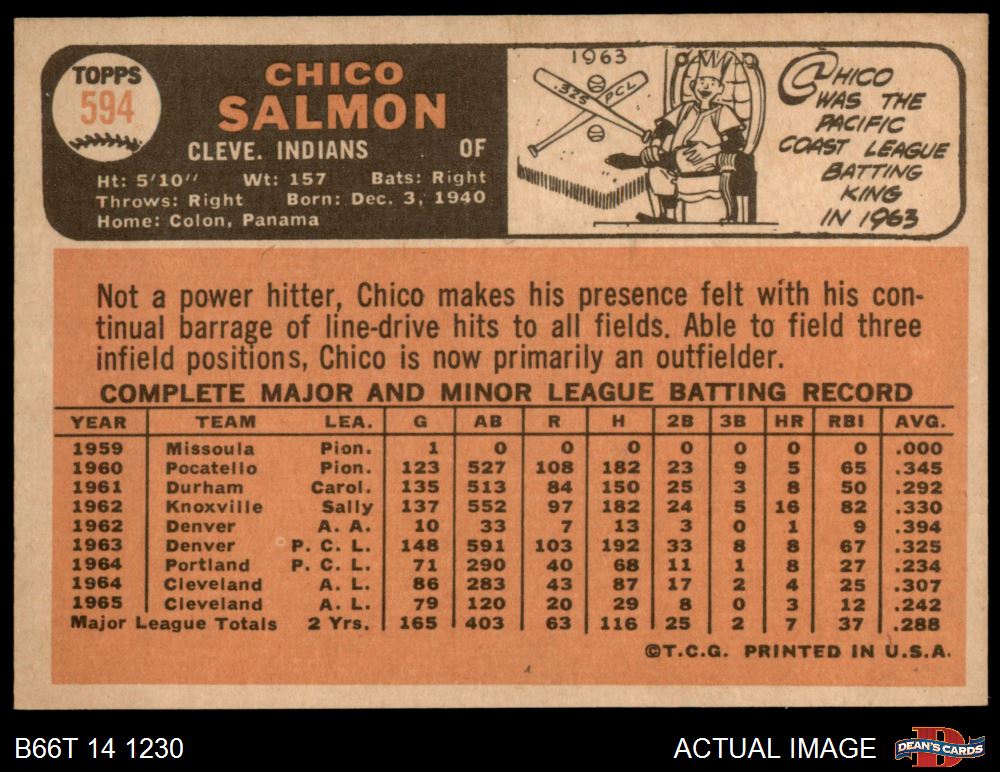 TOPPS
594
CHICO
SALMON
CLEVE. INDIANS OF
Ht: 5'10" Wt: 157 Bats: Right
Throws: Right Born: Dec. 3, 1940
Home: Colon, Panama
1963
.325 PCL
CHICO
WAS THE
PACIFIC
COAST LEAGUE
BATTING
KING
IN 1963
Not a power hitter, Chico makes his presence felt with his con-
tinual barrage of line-drive hits to all fields. Able to field three
infield positions, Chico is now primarily an outfielder.
COMPLETE MAJOR AND MINOR LEAGUE BATTING RECORD
YEAR TEAM LEA. G AB R H 2B 3B HR RBI AVG.
1959 Missoula Pion. 1 0 0 0 0 0 0 0 .000
1960 Pocatello Pion. 123 527 108 182 23 9 5 65 .345
1961 Durham Carol. 135 513 84 150 25 3 8 50 .292
1962 Knoxville Sally 137 552 97 182 24 5 16 82 .330
1962 Denver A. A. 10 33 7 13 3 0 1 9 .394
1963 Denver P. C. L. 148 591 103 192 33 8 8 67 .325
1964 Portland P. C. L. 71 290 40 68 11 1 8 27 .234
1964 Cleveland A. L. 86 283 43 87 17 2 4 25 .307
1965 Cleveland A. L. 79 120 20 29 8 0 3 12 .242
Major League Totals 2 Yrs. 165 403 63 116 25 2 7 37 .288
©T.C.G. PRINTED IN U.S.A.
B66T 14 1230
ACTUAL IMAGE
DEAN'S CARDS